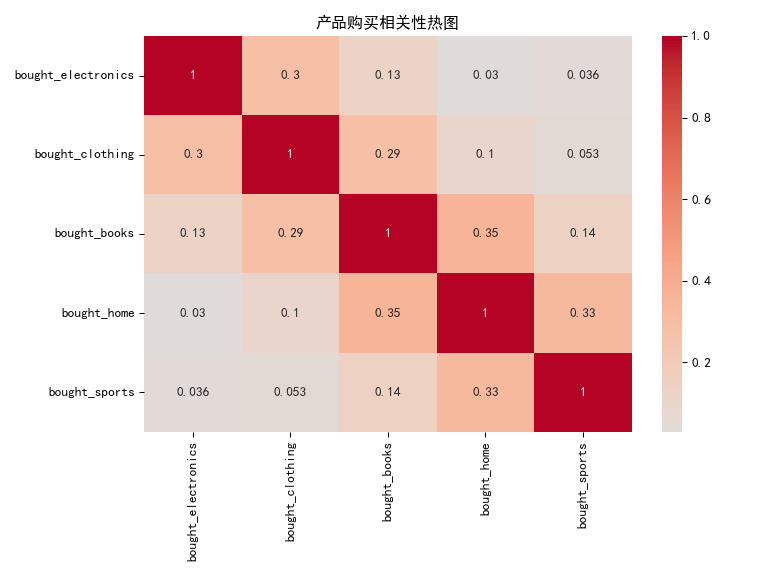 产品购买相关性热图
bought_electronics 1 0.3 0.13 0.03 0.036
bought_clothing 0.3 1 0.29 0.1 0.053
bought_books 0.13 0.29 1 0.35 0.14
bought_home 0.03 0.1 0.35 1 0.33
bought_sports 0.036 0.053 0.14 0.33 1
bought_electronics
bought_clothing
bought_books
bought_home
bought_sports
1.0
0.8
0.6
0.4
0.2